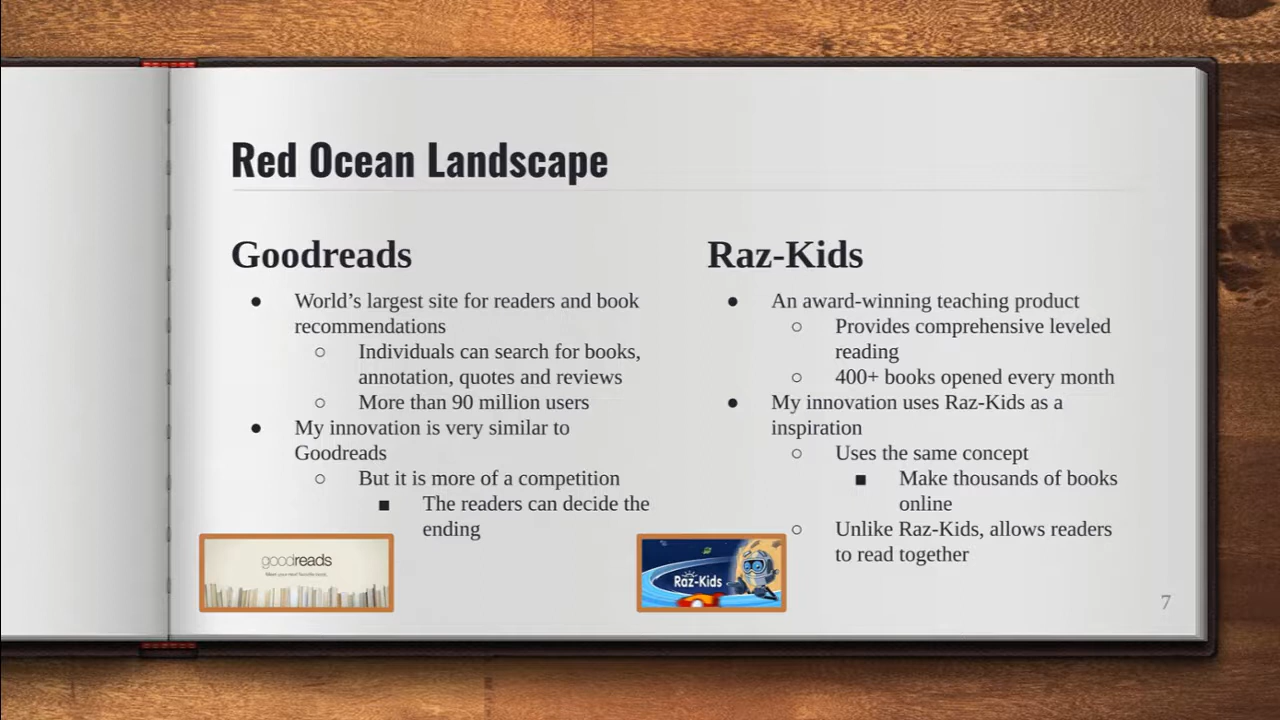 Red Ocean Landscape
Goodreads
● World’s largest site for readers and book
recommendations
○ Individuals can search for books,
annotation, quotes and reviews
○ More than 90 million users
● My innovation is very similar to
Goodreads
○ But it is more of a competition
■ The readers can decide the
ending
goodreads
Raz-Kids
● An award-winning teaching product
○ Provides comprehensive leveled
reading
○ 400+ books opened every month
● My innovation uses Raz-Kids as a
inspiration
○ Uses the same concept
■ Make thousands of books
online
○ Unlike Raz-Kids, allows readers
to read together
Raz-Kids
7